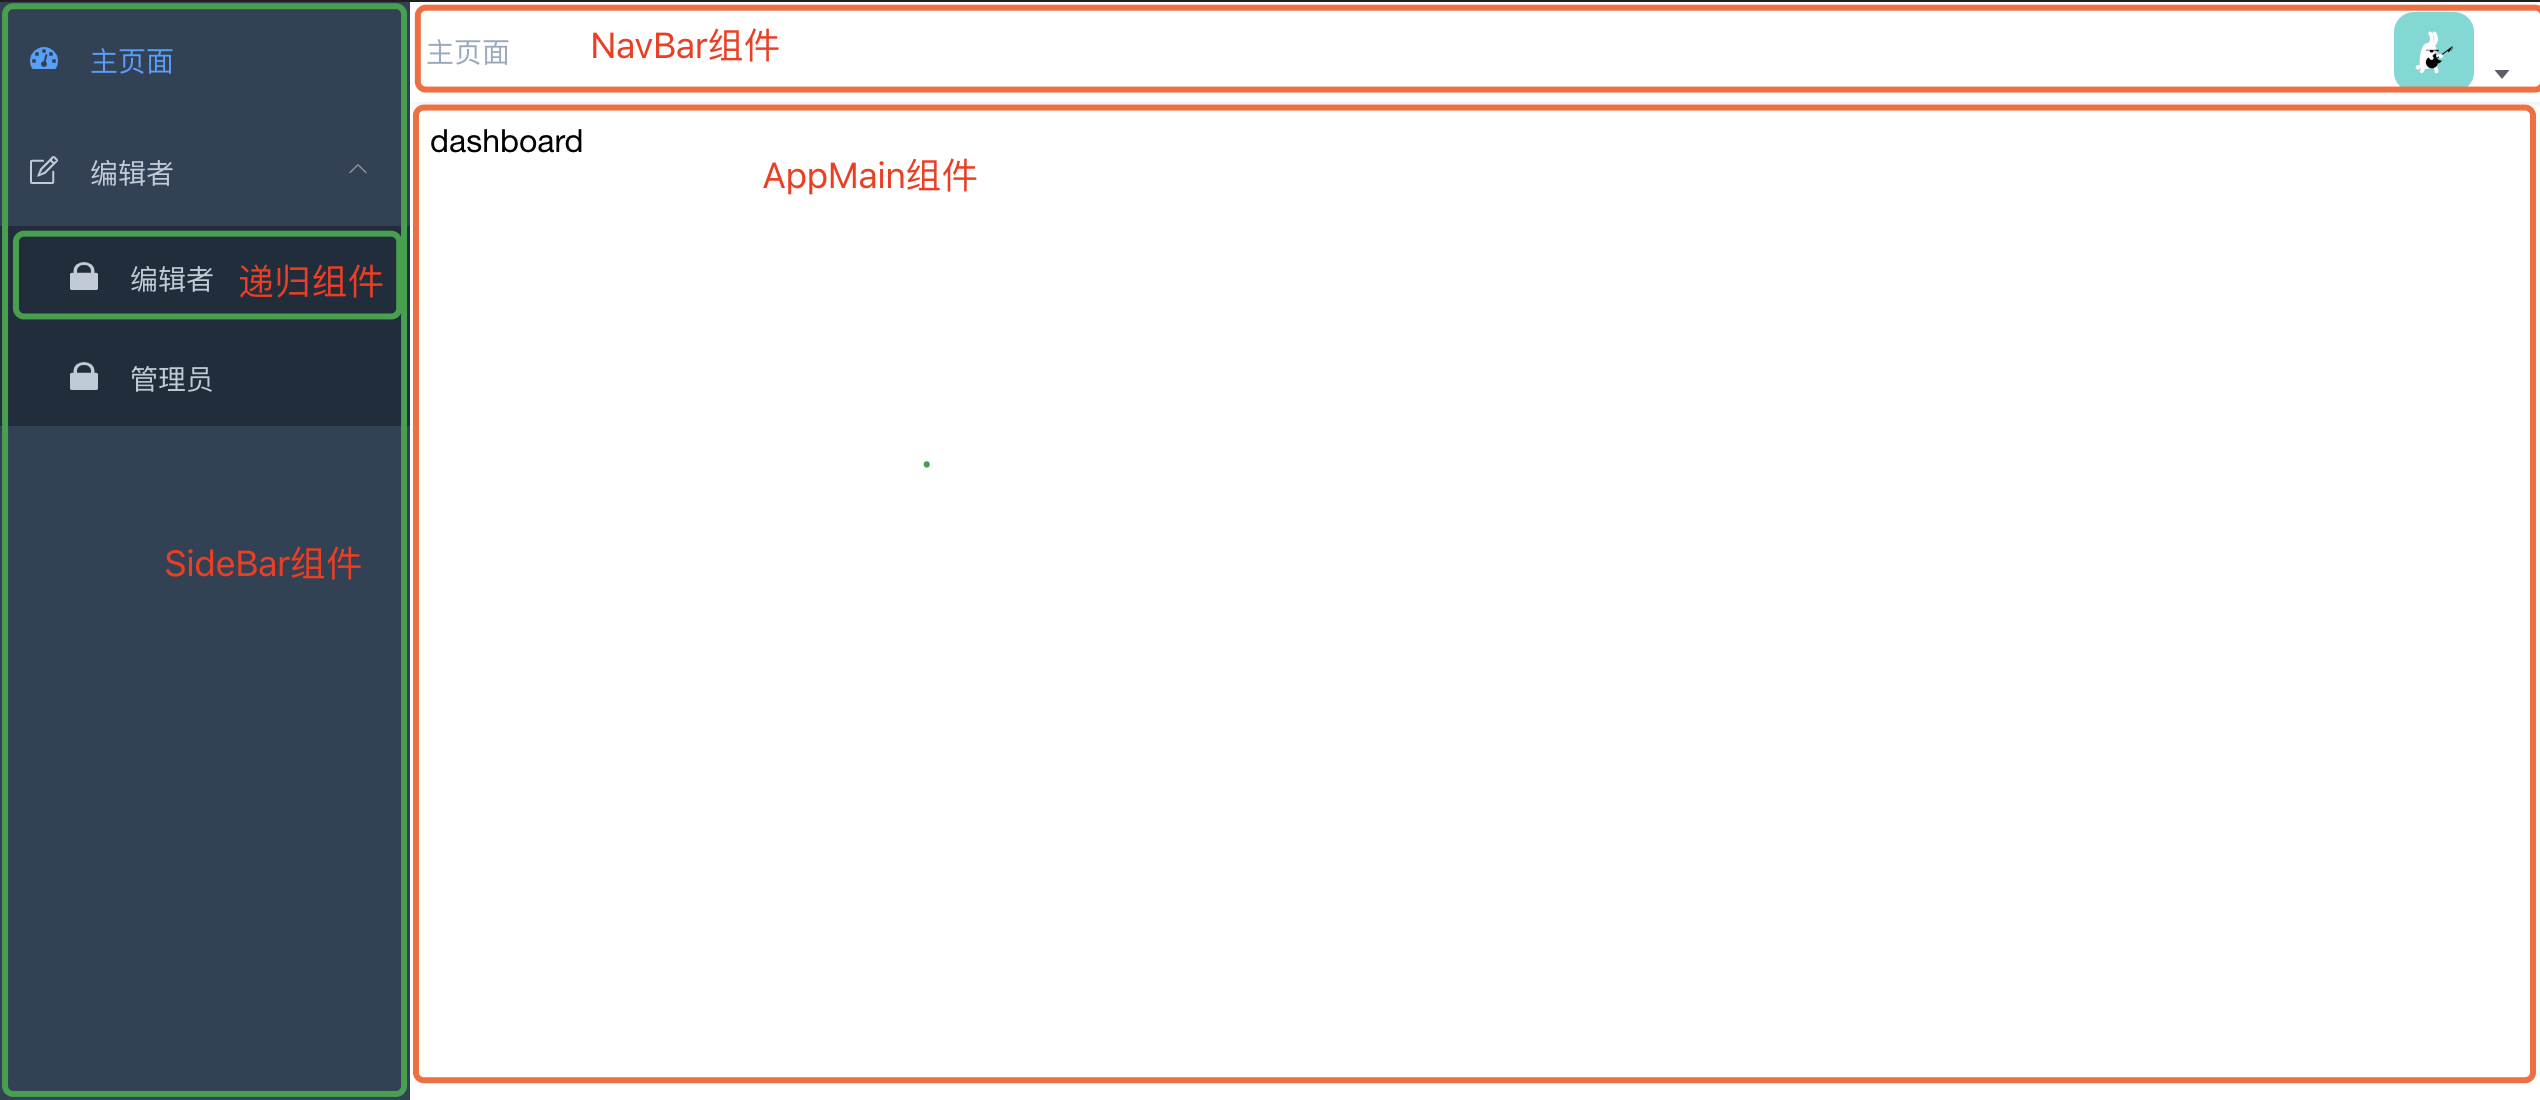 主页面
编辑者
编辑者 递归组件
管理员
SideBar组件
主页面 NavBar组件
dashboard
AppMain组件